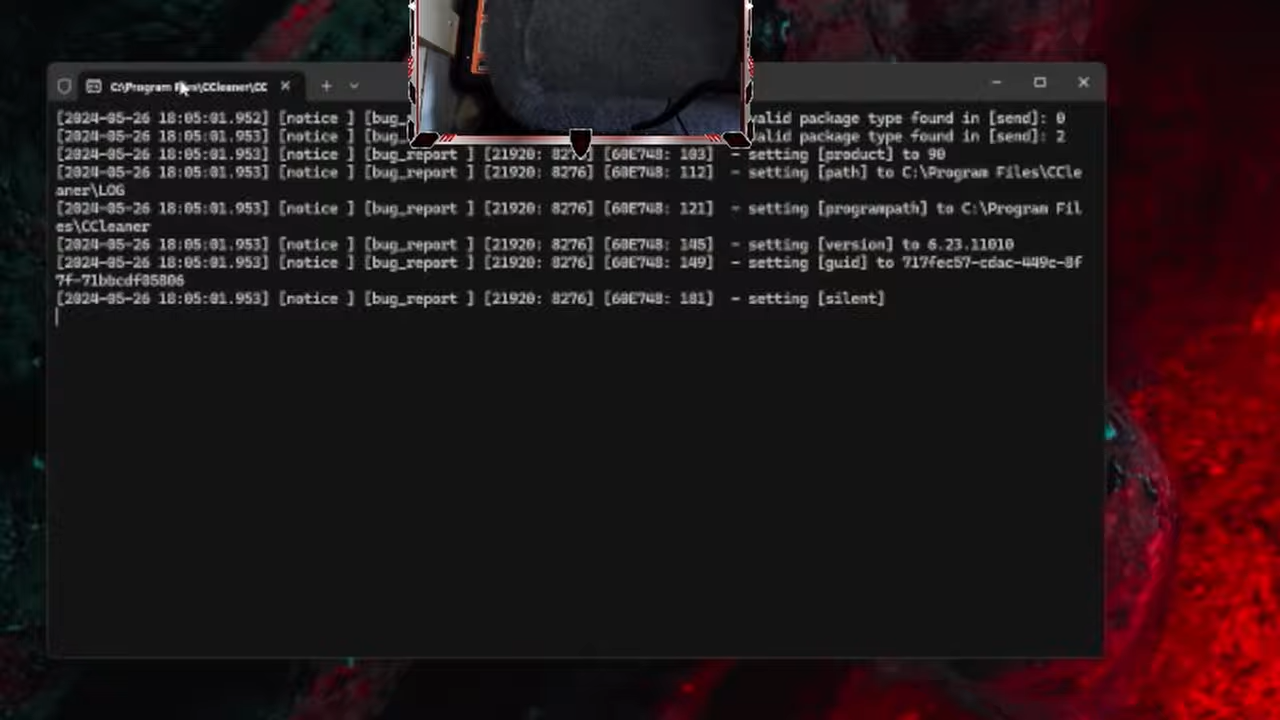 C:\Program Files\CCleaner\CC
[2024-05-26 18:05:01.952] [notice ] [bug_ valid package type found in [send]: 0
[2024-05-26 18:05:01.953] [notice ] [bug_ valid package type found in [send]: 2
[2024-05-26 18:05:01.953] [notice ] [bug_report ] [21920: 8276] [60E748: 103] - setting [product] to 90
[2024-05-26 18:05:01.953] [notice ] [bug_report ] [21920: 8276] [60E748: 112] - setting [path] to C:\Program Files\CCle
aner\LOG
[2024-05-26 18:05:01.953] [notice ] [bug_report ] [21920: 8276] [60E748: 121] - setting [programpath] to C:\Program Fil
es\CCleaner
[2024-05-26 18:05:01.953] [notice ] [bug_report ] [21920: 8276] [60E748: 145] - setting [version] to 6.23.11010
[2024-05-26 18:05:01.953] [notice ] [bug_report ] [21920: 8276] [60E748: 149] - setting [guid] to 717fec57-cdac-449c-8f
7f-71bbcdf85806
[2024-05-26 18:05:01.953] [notice ] [bug_report ] [21920: 8276] [60E748: 181] - setting [silent]